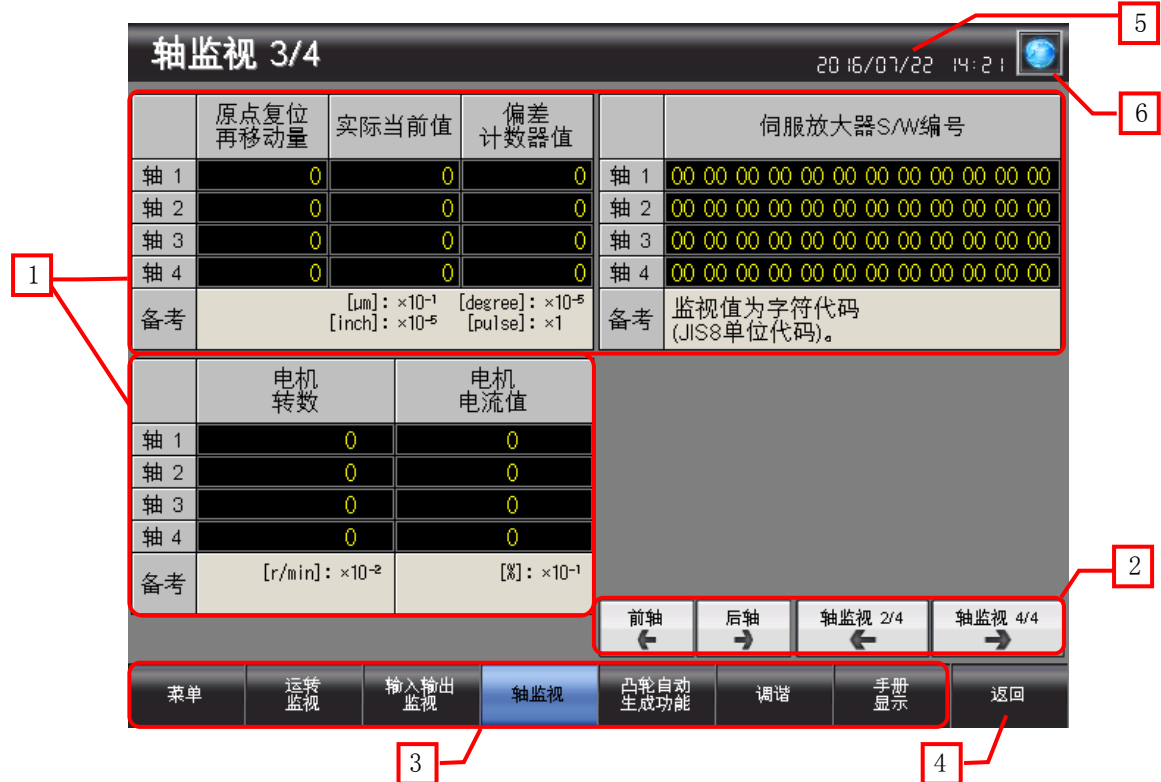 5
轴监视 3/4
2016/07/22 14:21
6
原点复位
再移动量
实际当前值
偏差
计数器值
伺服放大器S/W编号
轴 1 0 0 0 轴 1 00 00 00 00 00 00 00 00 00 00 00 00
轴 2 0 0 0 轴 2 00 00 00 00 00 00 00 00 00 00 00 00
轴 3 0 0 0 轴 3 00 00 00 00 00 00 00 00 00 00 00 00
轴 4 0 0 0 轴 4 00 00 00 00 00 00 00 00 00 00 00 00
1
备考
[μm]：×10⁻¹ [degree]：×10⁻⁵
[inch]：×10⁻⁵ [pulse]：×1
备考
监视值为字符代码
(JIS8单位代码)。
电机
转数
电机
电流值
轴 1 0 0
轴 2 0 0
轴 3 0 0
轴 4 0 0
备考 [r/min]：×10⁻² [%]：×10⁻¹
2
前轴 后轴 轴监视 2/4 轴监视 4/4
菜单
运转
监视
输入输出
监视
轴监视
凸轮自动
生成功能
调谐
手册
显示
返回
3
4